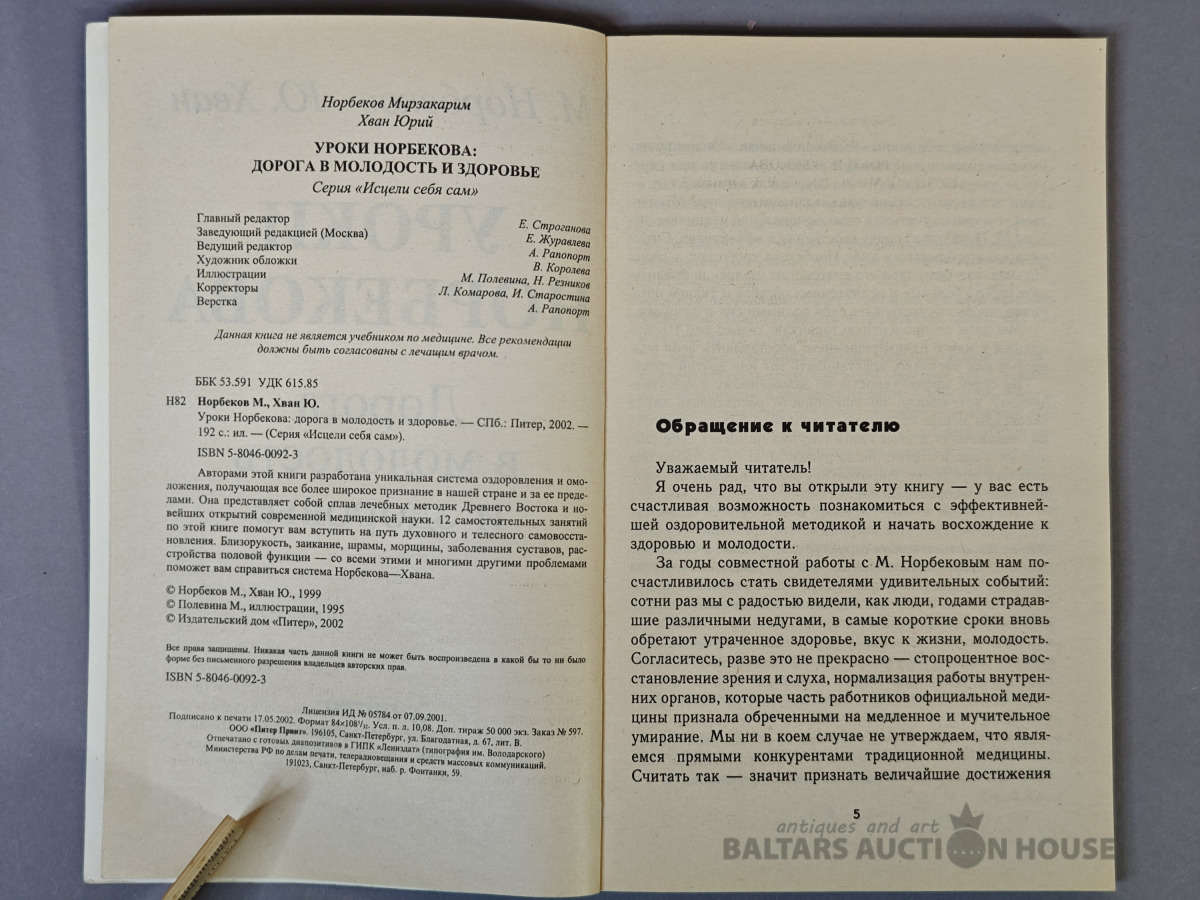 Норбеков Мирзакарим
Хван Юрий
УРОКИ НОРБЕКОВА:
ДОРОГА В МОЛОДОСТЬ И ЗДОРОВЬЕ
Серия «Исцели себя сам»
Главный редактор Е. Строганова
Заведующий редакцией (Москва) Е. Журавлева
Ведущий редактор А. Рапопорт
Художник обложки В. Королева
Иллюстрации М. Полевина, Н. Резников
Корректоры Л. Комарова, И. Старостина
Верстка А. Рапопорт
Данная книга не является учебником по медицине. Все рекомендации
должны быть согласованы с лечащим врачом.
ББК 53.591 УДК 615.85
Норбеков М., Хван Ю.
Н82 Уроки Норбекова: дорога в молодость и здоровье. — СПб.: Питер, 2002. —
192 с.: ил. — (Серия «Исцели себя сам»).
ISBN 5-8046-0092-3
Авторами этой книги разработана уникальная система оздоровления и омо-
ложения, получающая все более широкое признание в нашей стране и за ее преде-
лами. Она представляет собой сплав лечебных методик Древнего Востока и но-
вейших открытий современной медицинской науки. 12 самостоятельных занятий
по этой книге помогут вам вступить на путь духовного и телесного самовосста-
новления. Близорукость, заикание, шрамы, морщины, заболевания суставов, рас-
стройства половой функции — со всеми этими и многими другими проблемами
поможет вам справиться система Норбекова—Хвана.
© Норбеков М., Хван Ю., 1999
© Полевина М., иллюстрации, 1995
© Издательский дом «Питер», 2002
Все права защищены. Никакая часть данной книги не может быть воспроизведена в какой бы то ни было
форме без письменного разрешения владельцев авторских прав.
ISBN 5-8046-0092-3
Лицензия ИД № 05784 от 07.09.2001.
Подписано к печати 17.05.2002. Формат 84×108¹/₃₂. Усл. п. л. 10,08. Доп. тираж 50 000 экз. Заказ № 597.
ООО «Питер Принт». 196105, Санкт-Петербург, ул. Благодатная, д. 67, лит. В.
Отпечатано с готовых диапозитивов в ГИПК «Лениздат» (типография им. Володарского)
Министерства РФ по делам печати, телерадиовещания и средств массовых коммуникаций.
191023, Санкт-Петербург, наб. р. Фонтанки, 59.
Обращение к читателю
Уважаемый читатель!
Я очень рад, что вы открыли эту книгу — у вас есть
счастливая возможность познакомиться с эффективней-
шей оздоровительной методикой и начать восхождение к
здоровью и молодости.
За годы совместной работы с М. Норбековым нам по-
счастливилось стать свидетелями удивительных событий:
сотни раз мы с радостью видели, как люди, годами страдав-
шие различными недугами, в самые короткие сроки вновь
обретают утраченное здоровье, вкус к жизни, молодость.
Согласитесь, разве это не прекрасно — стопроцентное вос-
становление зрения и слуха, нормализация работы внутрен-
них органов, которые часть работников официальной меди-
цины признала обреченными на медленное и мучительное
умирание. Мы ни в коем случае не утверждаем, что явля-
емся прямыми конкурентами традиционной медицины.
Считать так — значит признать величайшие достижения
5
antiques and art
BALTARS AUCTION HOUSE